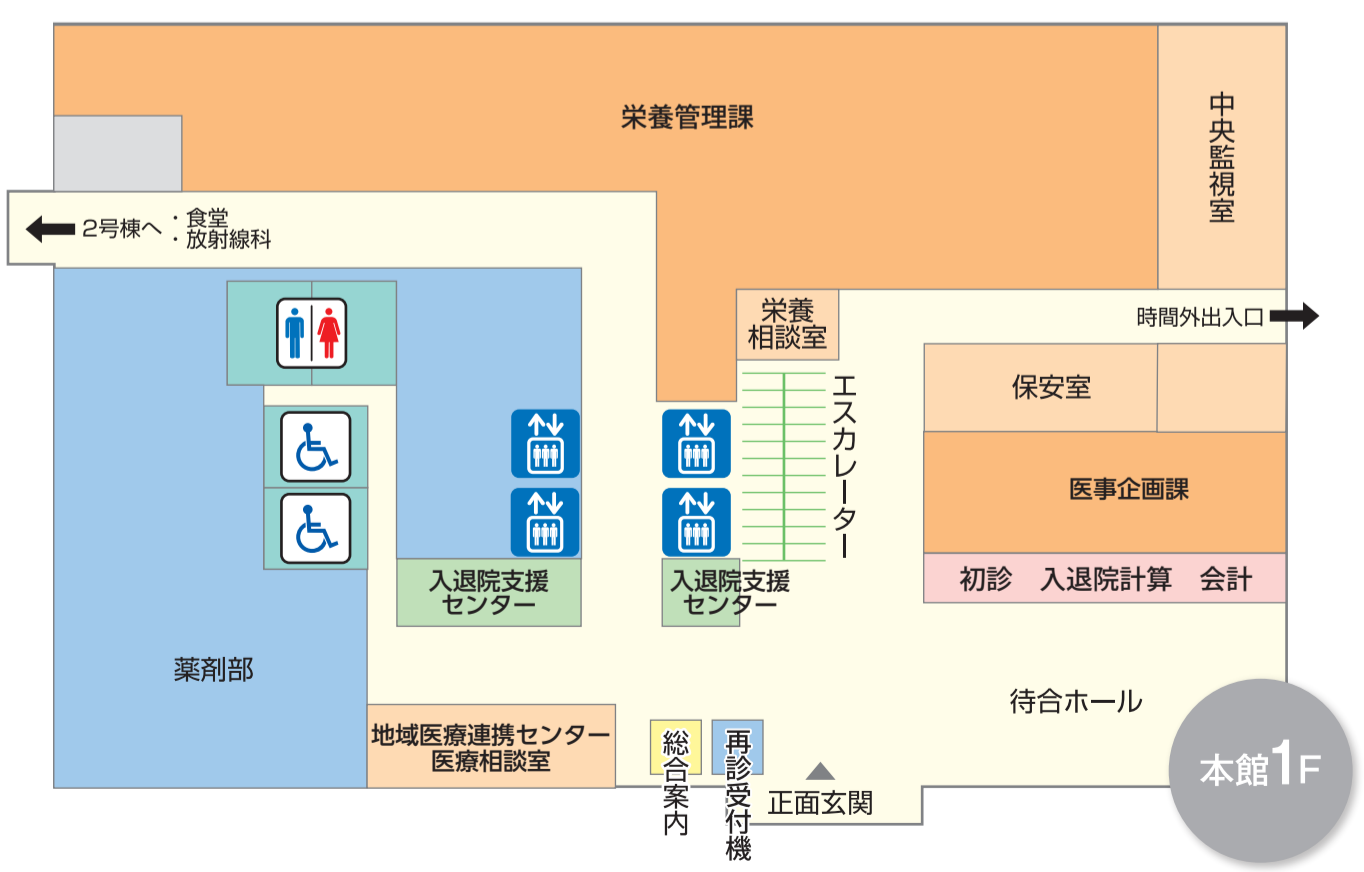 栄養管理課
中央監視室
2号棟へ
・食堂
・放射線科
栄養
相談室
時間外出入口
エスカレーター
保安室
医事企画課
初診 入退院計算 会計
入退院支援
センター
入退院支援
センター
薬剤部
待合ホール
地域医療連携センター
医療相談室
総合案内
再診受付機
正面玄関
本館1F